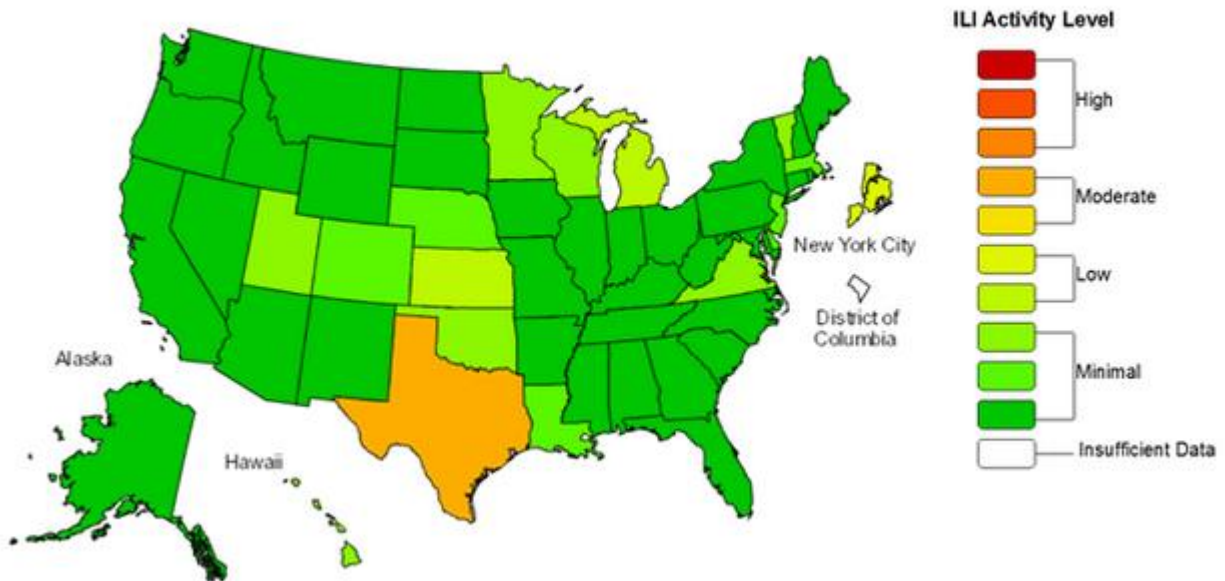 ILI Activity Level
High
Moderate
Low
Minimal
Insufficient Data
New York City
District of
Columbia
Alaska
Hawaii